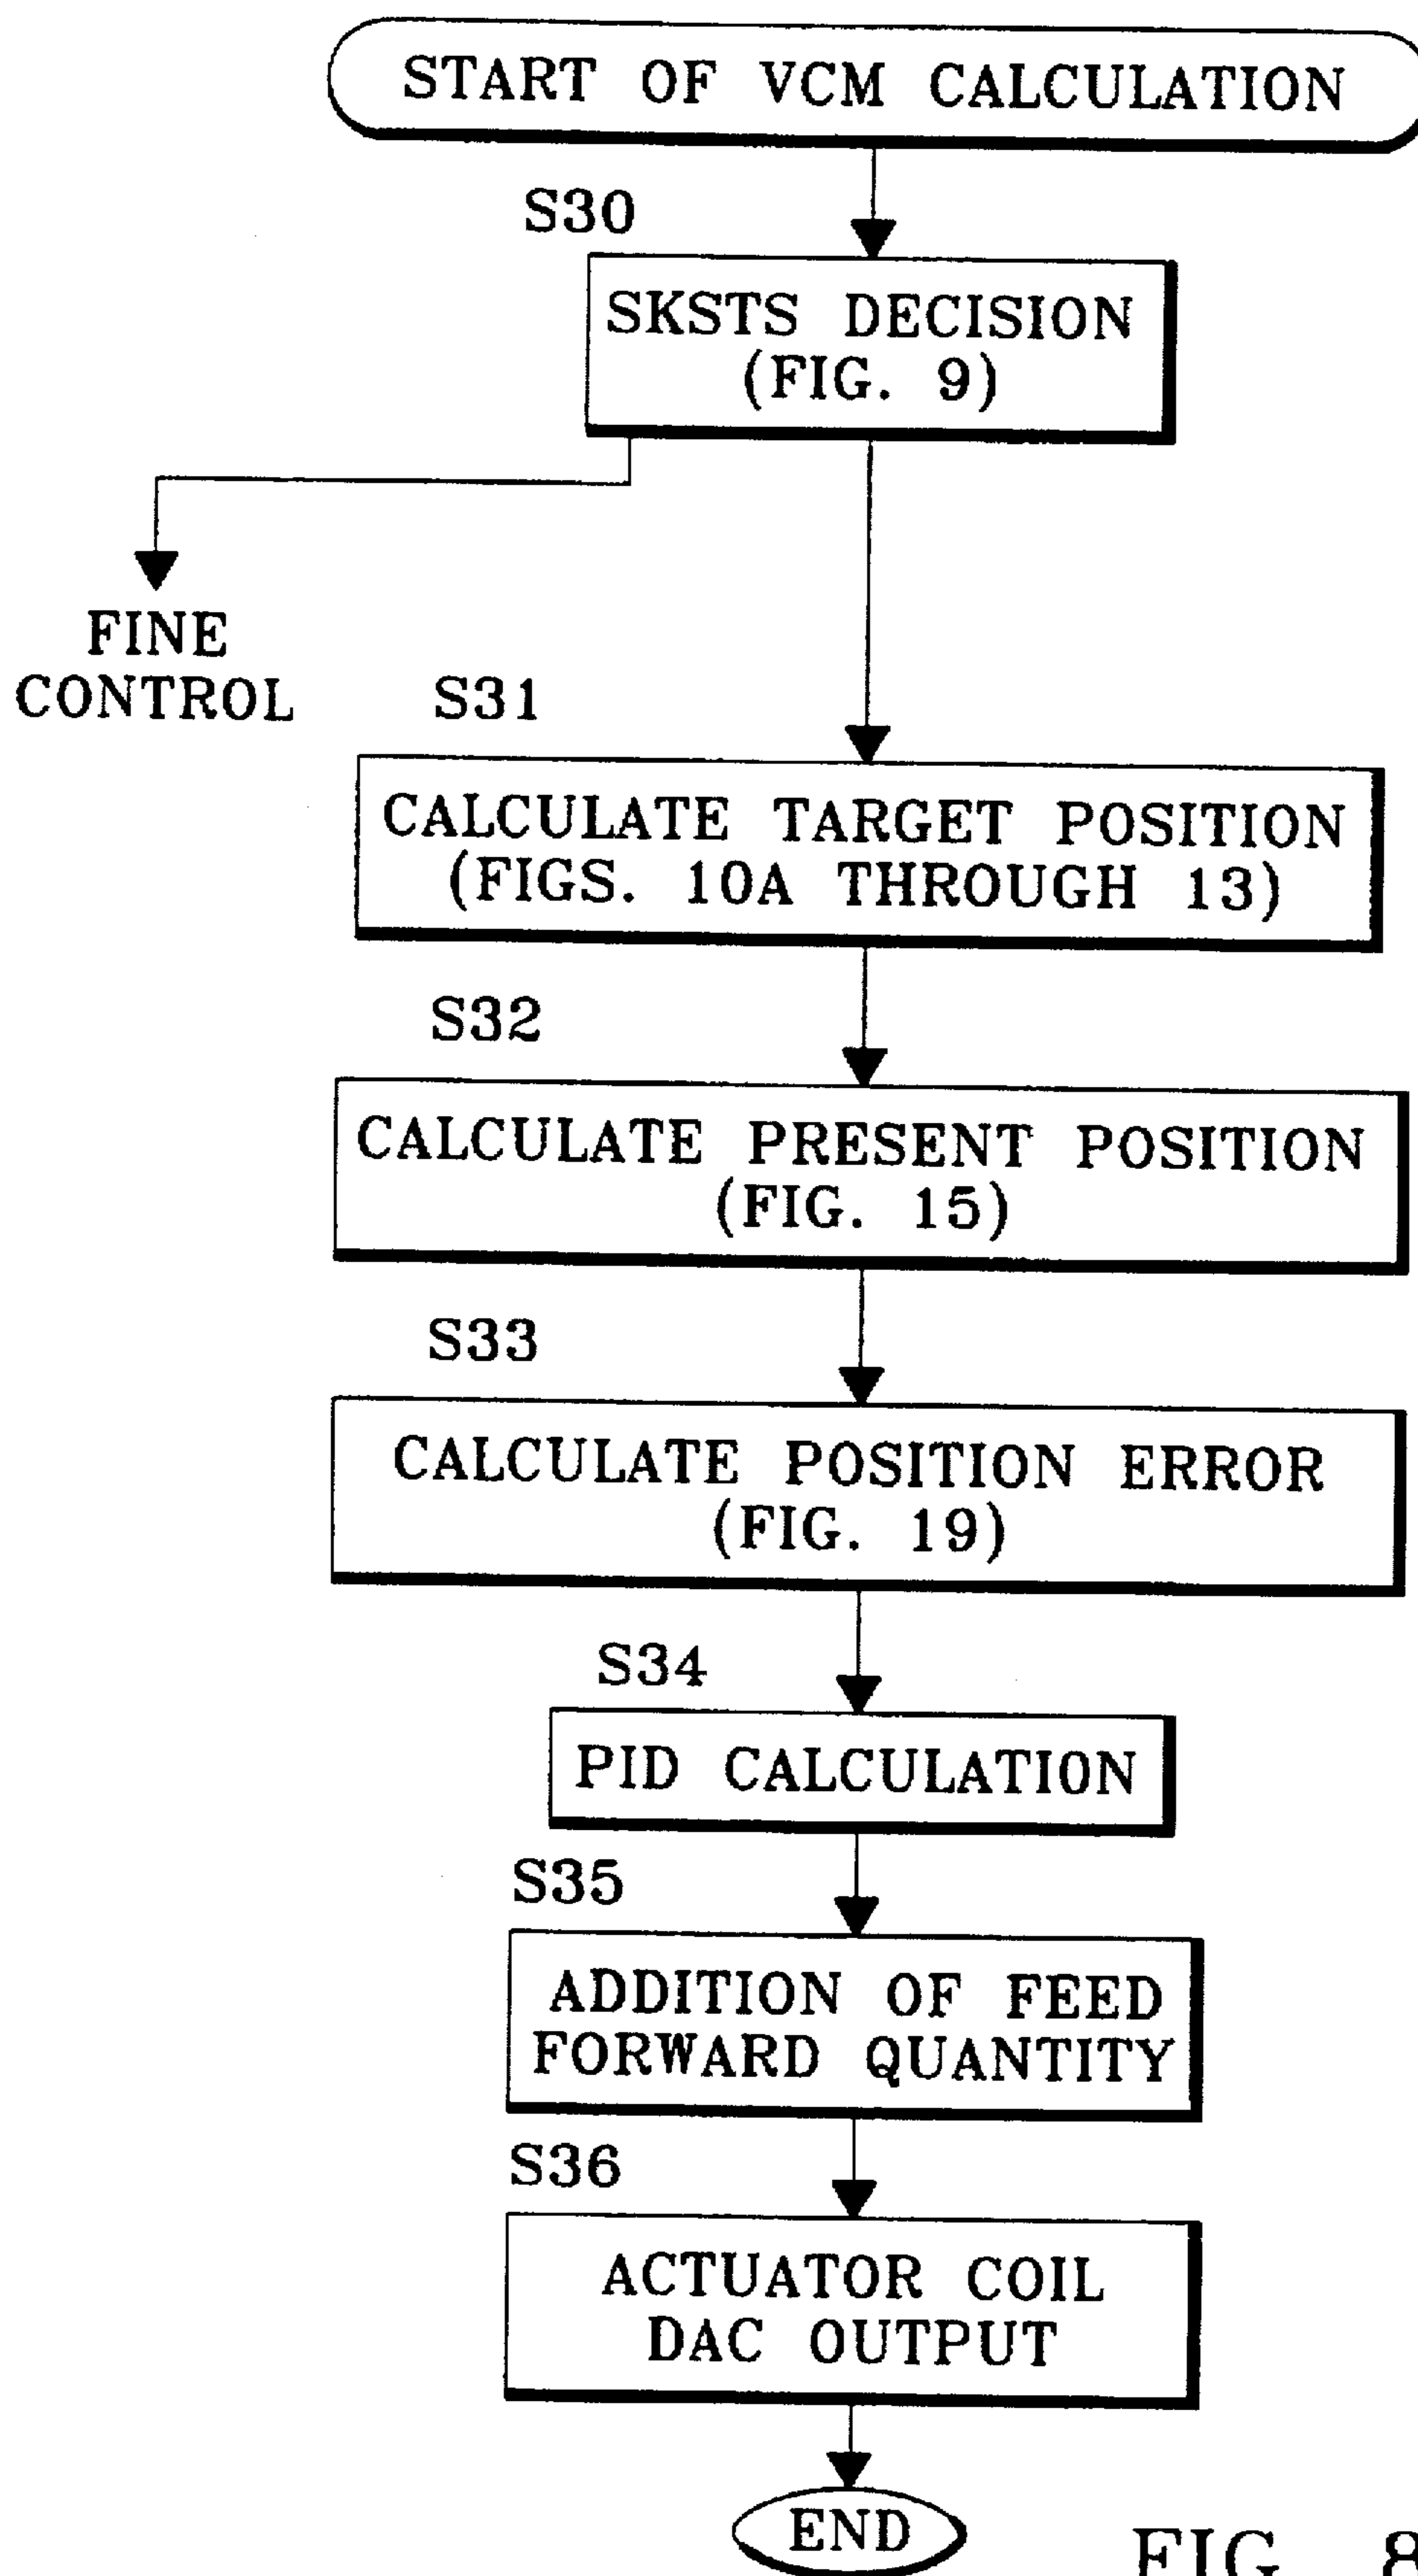 START OF VCM CALCULATION
S30
SKSTS DECISION
(FIG. 9)
FINE
CONTROL
S31
CALCULATE TARGET POSITION
(FIGS. 10A THROUGH 13)
S32
CALCULATE PRESENT POSITION
(FIG. 15)
S33
CALCULATE POSITION ERROR
(FIG. 19)
S34
PID CALCULATION
S35
ADDITION OF FEED
FORWARD QUANTITY
S36
ACTUATOR COIL
DAC OUTPUT
END
FIG. 8